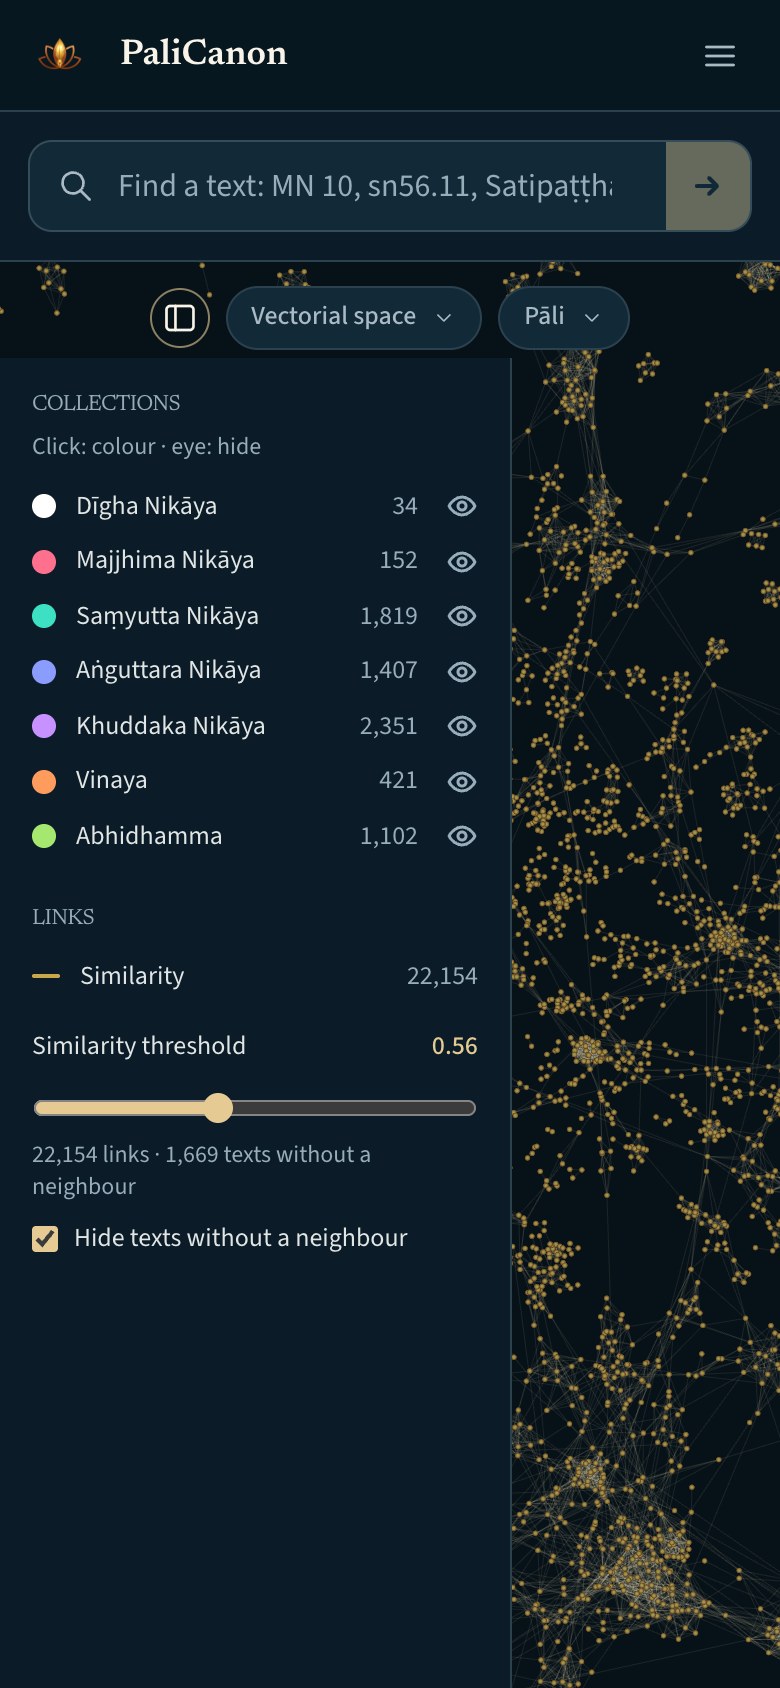 PaliCanon
Find a text: MN 10, sn56.11, Satipaṭṭha
Vectorial space
Pāli
COLLECTIONS
Click: colour · eye: hide
Dīgha Nikāya 34
Majjhima Nikāya 152
Saṃyutta Nikāya 1,819
Aṅguttara Nikāya 1,407
Khuddaka Nikāya 2,351
Vinaya 421
Abhidhamma 1,102
LINKS
Similarity 22,154
Similarity threshold 0.56
22,154 links · 1,669 texts without a
neighbour
Hide texts without a neighbour